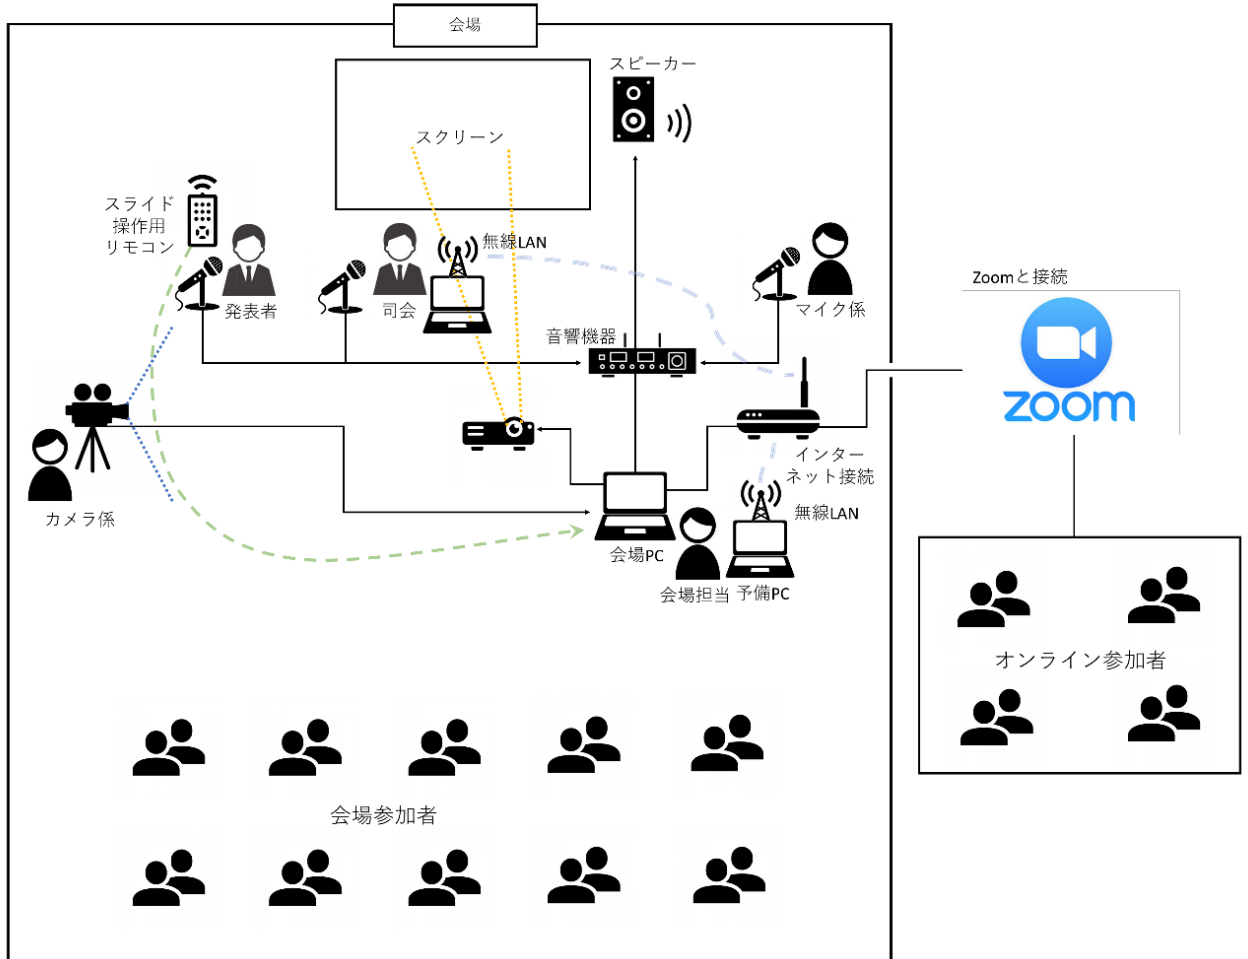 会場
スピーカー
スクリーン
スライド
操作用
リモコン
無線LAN
Zoomと接続
発表者
司会
マイク係
音響機器
zoom
インター
ネット接続
カメラ係
無線LAN
会場PC
会場担当
予備PC
オンライン参加者
会場参加者